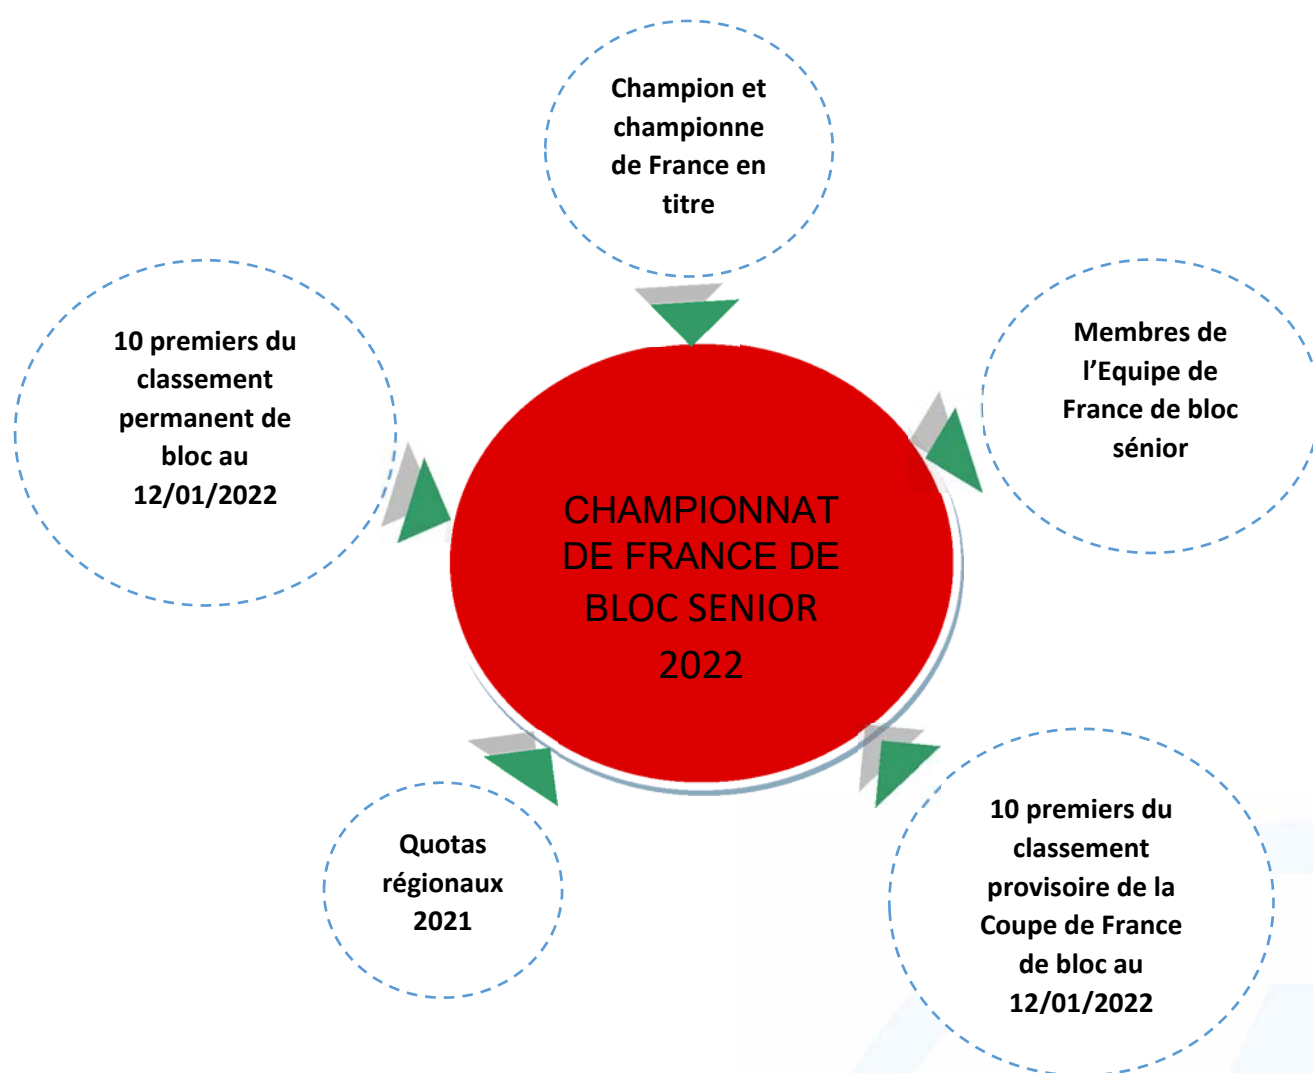 Champion et
championne
de France en
titre
10 premiers du
classement
permanent de
bloc au
12/01/2022
Membres de
l’Equipe de
France de bloc
sénior
CHAMPIONNAT
DE FRANCE DE
BLOC SENIOR
2022
Quotas
régionaux
2021
10 premiers du
classement
provisoire de la
Coupe de France
de bloc au
12/01/2022